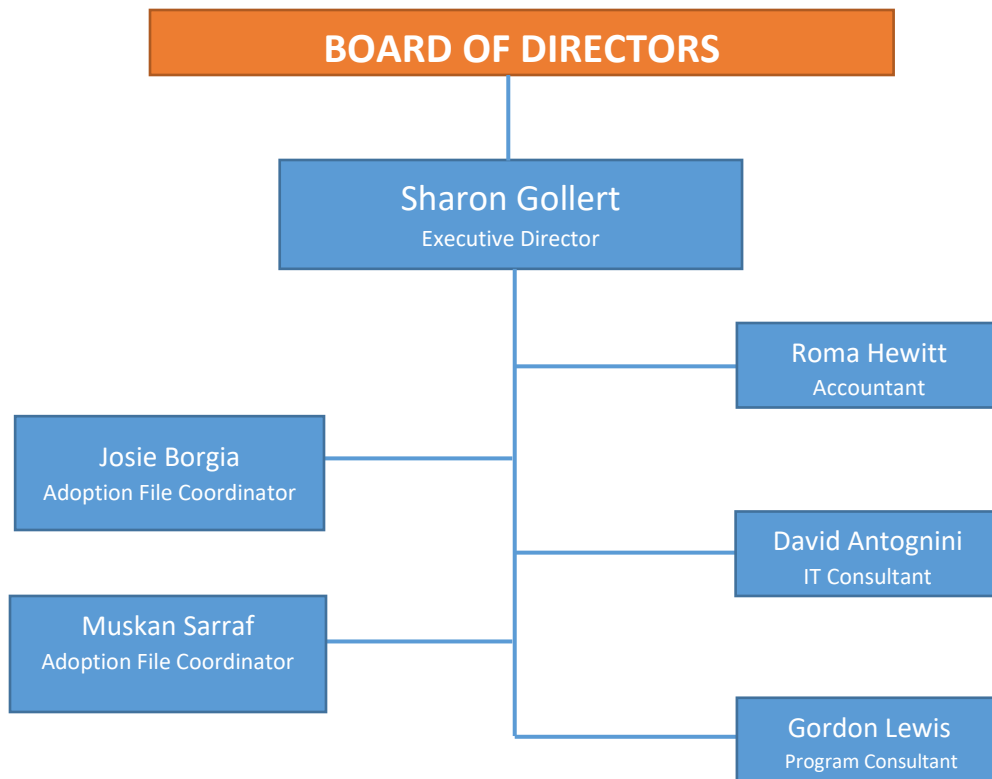 BOARD OF DIRECTORS
Sharon Gollert
Executive Director
Roma Hewitt
Accountant
Josie Borgia
Adoption File Coordinator
David Antognini
IT Consultant
Muskan Sarraf
Adoption File Coordinator
Gordon Lewis
Program Consultant